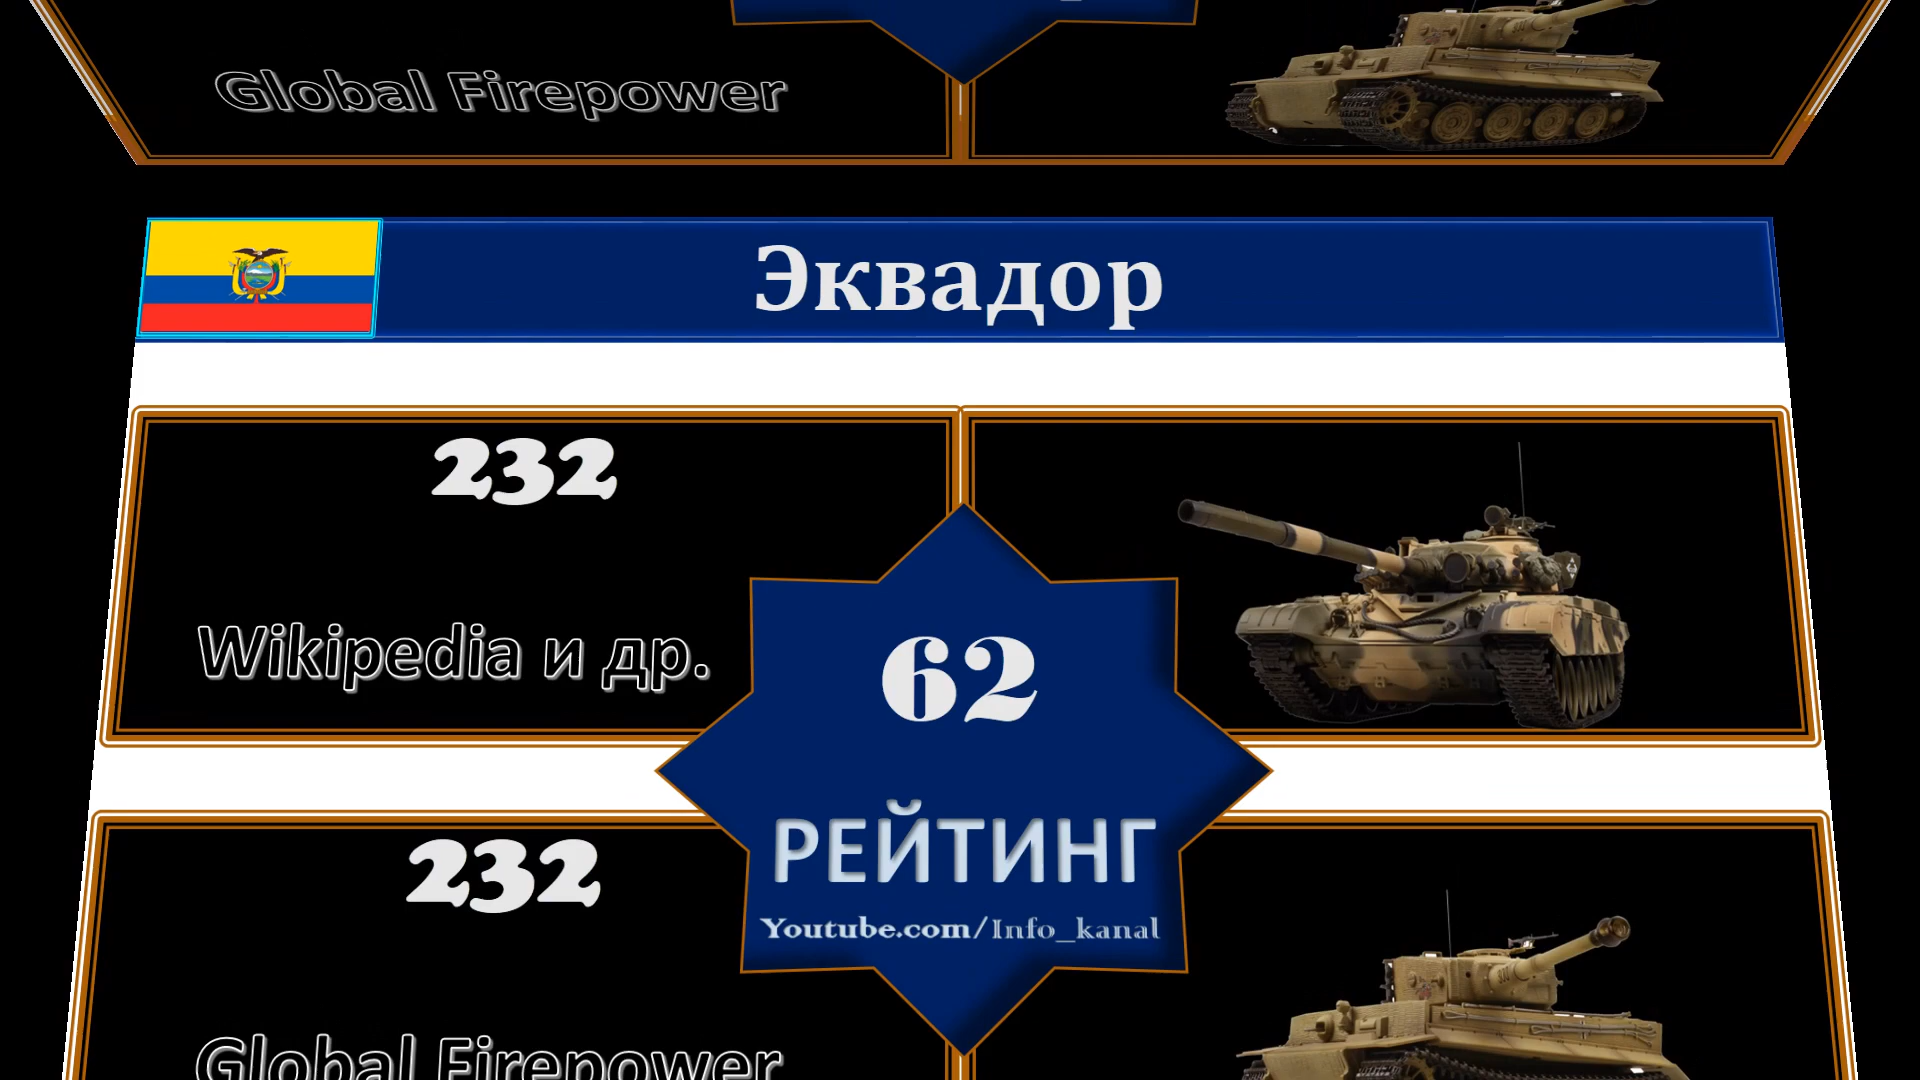 Global Firepower
Эквадор
232
Wikipedia и др.
62
РЕЙТИНГ
Youtube.com/Info_kanal
232
Global Firepower